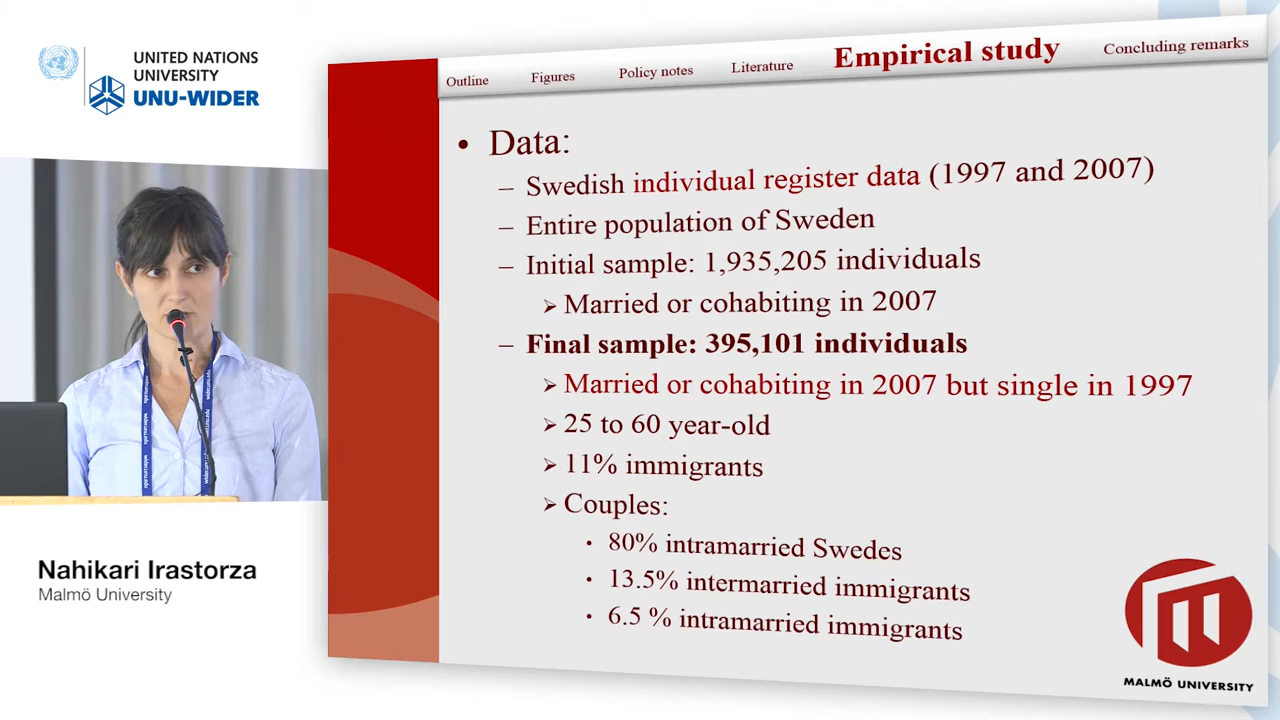 UNITED NATIONS
UNIVERSITY
UNU-WIDER
Outline
Figures
Policy notes
Literature
Empirical study
Concluding remarks
• Data:
– Swedish individual register data (1997 and 2007)
– Entire population of Sweden
– Initial sample: 1,935,205 individuals
➢ Married or cohabiting in 2007
– Final sample: 395,101 individuals
➢ Married or cohabiting in 2007 but single in 1997
➢ 25 to 60 year-old
➢ 11% immigrants
➢ Couples:
• 80% intramarried Swedes
• 13.5% intermarried immigrants
• 6.5 % intramarried immigrants
MALMÖ UNIVERSITY
Nahikari Irastorza
Malmö University